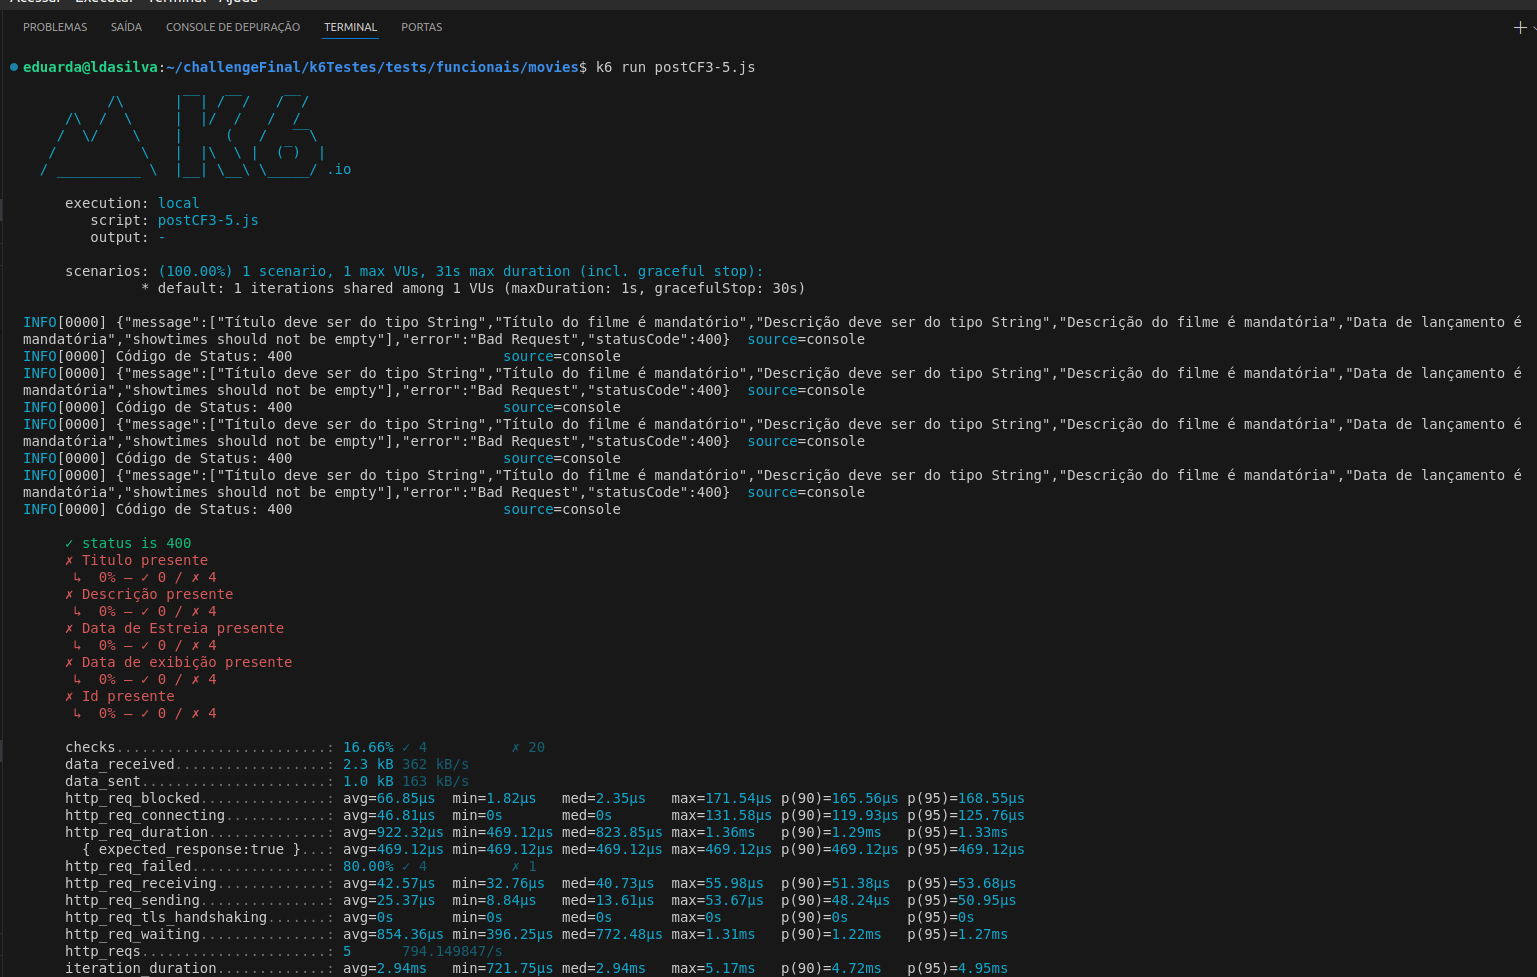 Acessar Executar Terminal Ajuda
PROBLEMAS SAÍDA CONSOLE DE DEPURAÇÃO TERMINAL PORTAS
eduarda@ldasilva:~/challengeFinal/k6Testes/tests/funcionais/movies$ k6 run postCF3-5.js
K6 .io
execution: local
script: postCF3-5.js
output: -
scenarios: (100.00%) 1 scenario, 1 max VUs, 31s max duration (incl. graceful stop):
* default: 1 iterations shared among 1 VUs (maxDuration: 1s, gracefulStop: 30s)
INFO[0000] {"message":["Título deve ser do tipo String","Título do filme é mandatório","Descrição deve ser do tipo String","Descrição do filme é mandatória","Data de lançamento é
mandatória","showtimes should not be empty"],"error":"Bad Request","statusCode":400}  source=console
INFO[0000] Código de Status: 400                         source=console
INFO[0000] {"message":["Título deve ser do tipo String","Título do filme é mandatório","Descrição deve ser do tipo String","Descrição do filme é mandatória","Data de lançamento é
mandatória","showtimes should not be empty"],"error":"Bad Request","statusCode":400}  source=console
INFO[0000] Código de Status: 400                         source=console
INFO[0000] {"message":["Título deve ser do tipo String","Título do filme é mandatório","Descrição deve ser do tipo String","Descrição do filme é mandatória","Data de lançamento é
mandatória","showtimes should not be empty"],"error":"Bad Request","statusCode":400}  source=console
INFO[0000] Código de Status: 400                         source=console
INFO[0000] {"message":["Título deve ser do tipo String","Título do filme é mandatório","Descrição deve ser do tipo String","Descrição do filme é mandatória","Data de lançamento é
mandatória","showtimes should not be empty"],"error":"Bad Request","statusCode":400}  source=console
INFO[0000] Código de Status: 400                         source=console
✓ status is 400
✗ Titulo presente
↳  0% — ✓ 0 / ✗ 4
✗ Descrição presente
↳  0% — ✓ 0 / ✗ 4
✗ Data de Estreia presente
↳  0% — ✓ 0 / ✗ 4
✗ Data de exibição presente
↳  0% — ✓ 0 / ✗ 4
✗ Id presente
↳  0% — ✓ 0 / ✗ 4
checks.........................: 16.66% ✓ 4          ✗ 20
data_received..................: 2.3 kB 362 kB/s
data_sent......................: 1.0 kB 163 kB/s
http_req_blocked...............: avg=66.85µs  min=1.82µs   med=2.35µs   max=171.54µs p(90)=165.56µs p(95)=168.55µs
http_req_connecting............: avg=46.81µs  min=0s       med=0s       max=131.58µs p(90)=119.93µs p(95)=125.76µs
http_req_duration..............: avg=922.32µs min=469.12µs med=823.85µs max=1.36ms   p(90)=1.29ms   p(95)=1.33ms
{ expected_response:true }...: avg=469.12µs min=469.12µs med=469.12µs max=469.12µs p(90)=469.12µs p(95)=469.12µs
http_req_failed................: 80.00% ✓ 4          ✗ 1
http_req_receiving.............: avg=42.57µs  min=32.76µs  med=40.73µs  max=55.98µs  p(90)=51.38µs  p(95)=53.68µs
http_req_sending...............: avg=25.37µs  min=8.84µs   med=13.61µs  max=53.67µs  p(90)=48.24µs  p(95)=50.95µs
http_req_tls_handshaking.......: avg=0s       min=0s       med=0s       max=0s       p(90)=0s       p(95)=0s
http_req_waiting...............: avg=854.36µs min=396.25µs med=772.48µs max=1.31ms   p(90)=1.22ms   p(95)=1.27ms
http_reqs......................: 5      794.149847/s
iteration_duration.............: avg=2.94ms   min=721.75µs med=2.94ms   max=5.17ms   p(90)=4.72ms   p(95)=4.95ms